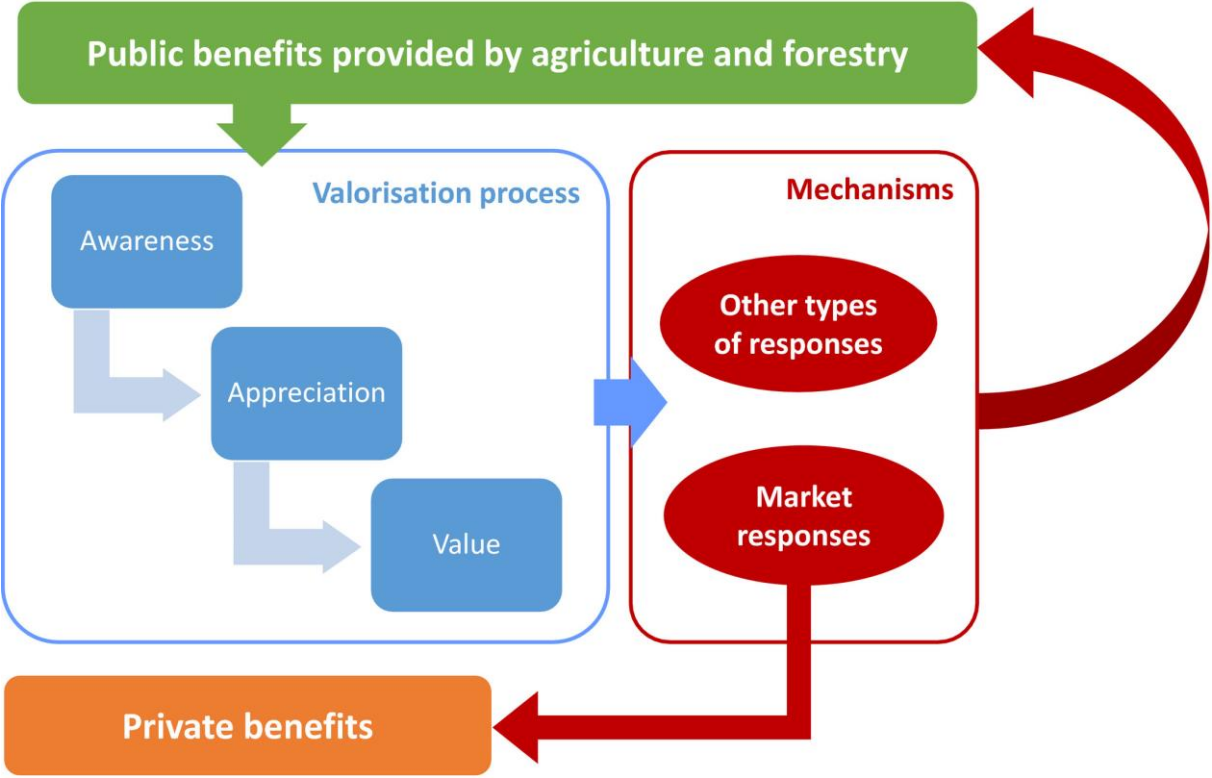 Public benefits provided by agriculture and forestry
Valorisation process
Awareness
Appreciation
Value
Mechanisms
Other types
of responses
Market
responses
Private benefits